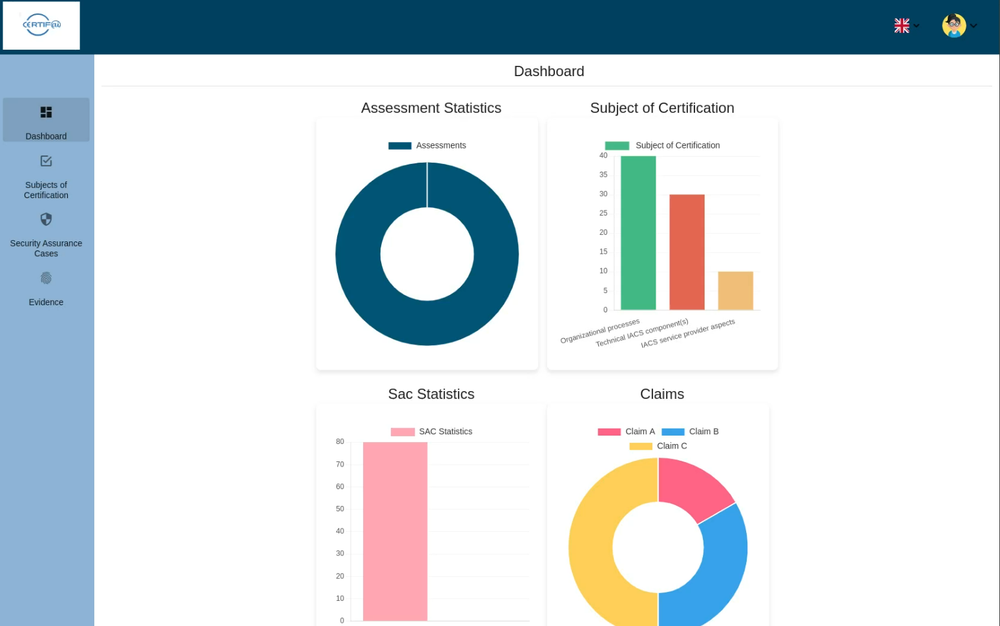 CERTIF@U
Dashboard
Dashboard
Subjects of
Certification
Security Assurance
Cases
Evidence
Assessment Statistics
Assessments
Subject of Certification
Subject of Certification
40
35
30
25
20
15
10
5
0
Organizational processes
Technical IACS component(s)
IACS service provider aspects
Sac Statistics
SAC Statistics
80
70
60
50
40
30
20
10
0
Claims
Claim A Claim B
Claim C